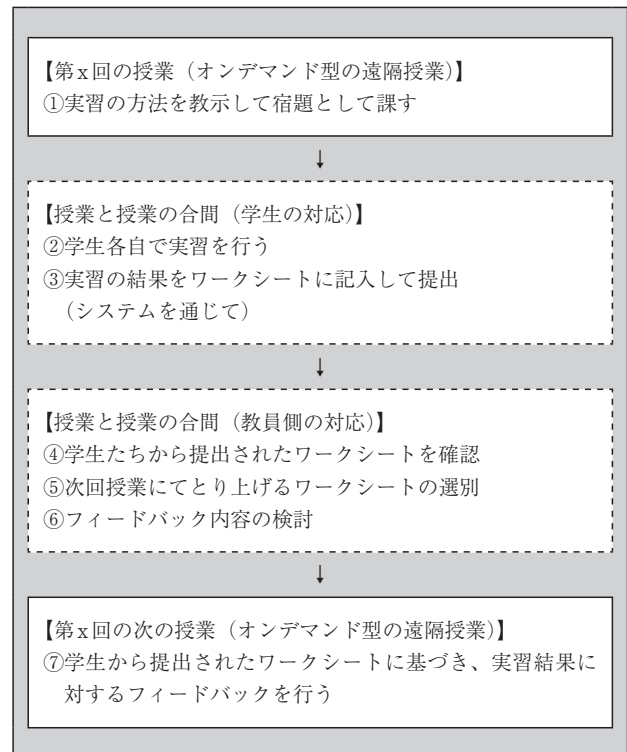 【第x回の授業（オンデマンド型の遠隔授業）】
①実習の方法を教示して宿題として課す
↓
【授業と授業の合間（学生の対応）】
②学生各自で実習を行う
③実習の結果をワークシートに記入して提出
（システムを通じて）
↓
【授業と授業の合間（教員側の対応）】
④学生たちから提出されたワークシートを確認
⑤次回授業にてとり上げるワークシートの選別
⑥フィードバック内容の検討
↓
【第x回の次の授業（オンデマンド型の遠隔授業）】
⑦学生から提出されたワークシートに基づき、実習結果に
対するフィードバックを行う